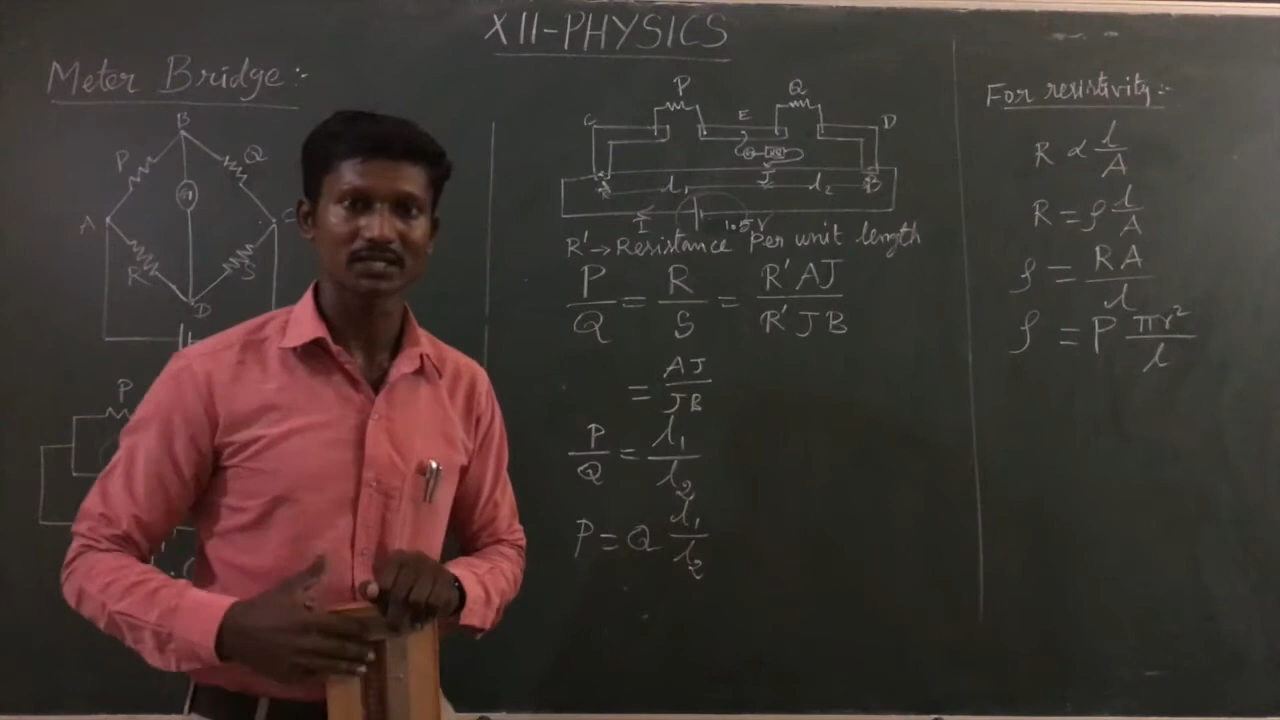 XII-PHYSICS
Meter Bridge:-
B
P Q
G
A C
R S
D
P
P Q
G E D
J
l₁ l₂ B
I 1.5 V
R' → Resistance Per unit length
P/Q = R/S = R'AJ/R'JB
= AJ/JB
P/Q = l₁/l₂
P = Q l₁/l₂
For resistivity:-
R ∝ l/A
R = ρ l/A
ρ = RA/l
ρ = P πr²/l